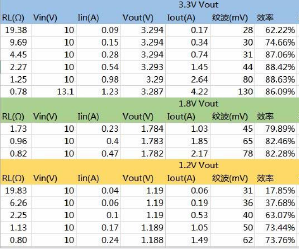 3.3V Vout
RL(Ω) Vin(V) Iin(A) Vout(V) Iout(A) 纹波(mV) 效率
19.38 10 0.09 3.294 0.17 28 62.22%
9.69 10 0.15 3.294 0.34 30 74.66%
4.45 10 0.28 3.294 0.74 31 87.06%
2.27 10 0.54 3.293 1.45 44 88.42%
1.25 10 0.98 3.29 2.64 80 88.63%
0.78 13.1 1.23 3.287 4.22 130 86.09%
1.8V Vout
RL(Ω) Vin(V) Iin(A) Vout(V) Iout(A) 纹波(mV) 效率
1.73 10 0.23 1.784 1.03 45 79.89%
0.96 10 0.4 1.783 1.85 65 82.46%
0.82 10 0.47 1.782 2.17 78 82.28%
1.2V Vout
RL(Ω) Vin(V) Iin(A) Vout(V) Iout(A) 纹波(mV) 效率
19.83 10 0.04 1.19 0.06 31 17.85%
6.26 10 0.06 1.19 0.19 36 37.68%
2.25 10 0.1 1.19 0.53 40 63.07%
1.13 10 0.17 1.189 1.05 50 73.44%
0.80 10 0.24 1.188 1.49 62 73.76%